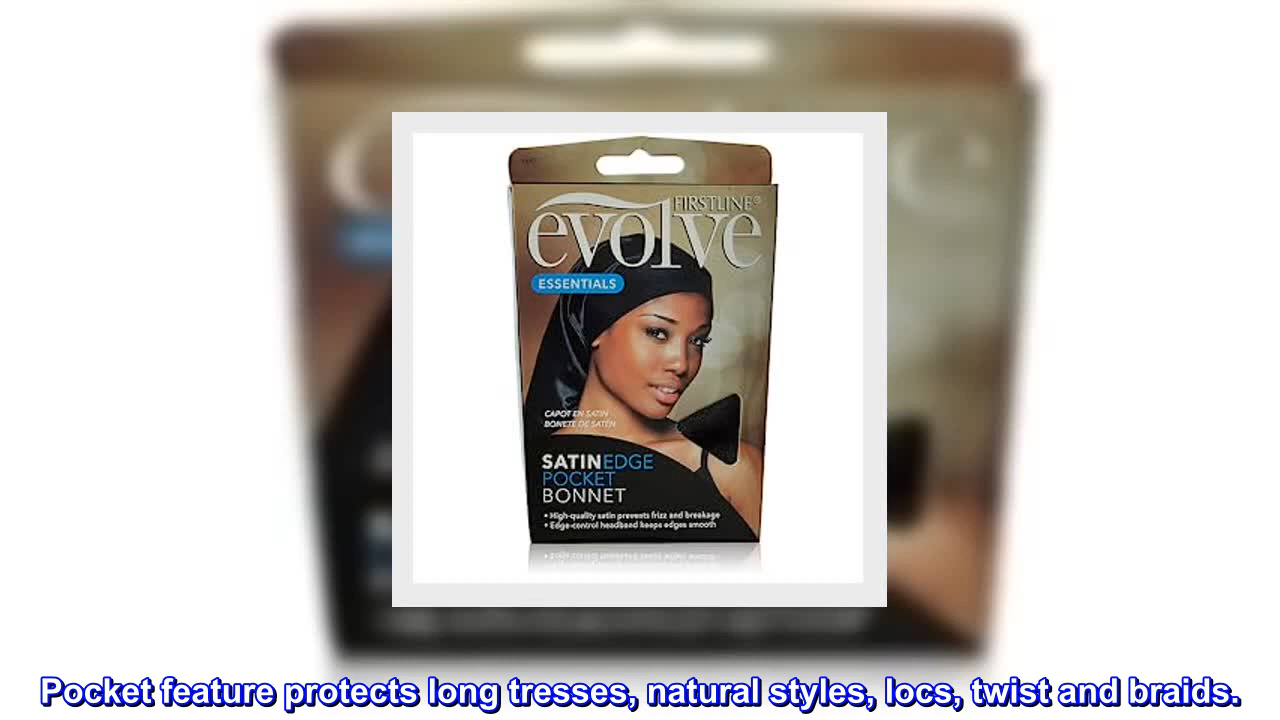 FIRSTLINE®
evolve
ESSENTIALS
CAPOT EN SATIN
BONETE DE SATÉN
SATINEDGE
POCKET
BONNET
• High-quality satin prevents frizz and breakage
• Edge-control headband keeps edges smooth
Pocket feature protects long tresses, natural styles, locs, twist and braids.